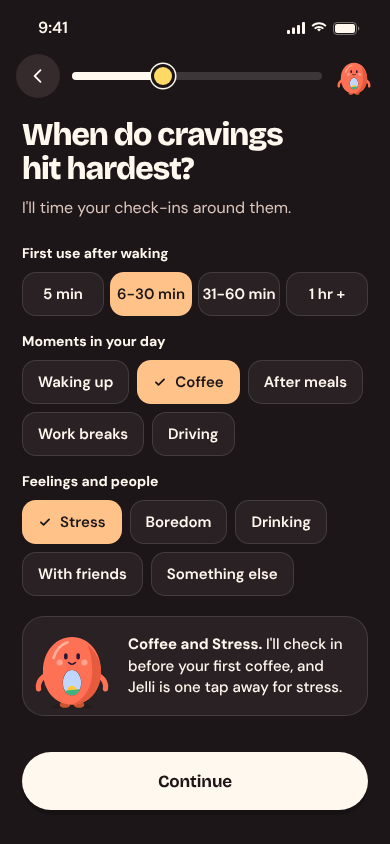 9:41
When do cravings
hit hardest?
I'll time your check-ins around them.
First use after waking
5 min
6–30 min
31–60 min
1 hr +
Moments in your day
Waking up
Coffee
After meals
Work breaks
Driving
Feelings and people
Stress
Boredom
Drinking
With friends
Something else
Coffee and Stress. I'll check in
before your first coffee, and
Jelli is one tap away for stress.
Continue